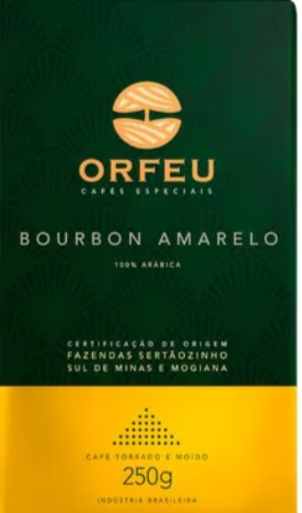 ORFEU
CAFÉS ESPECIAIS
BOURBON AMARELO
100% ARÁBICA
CERTIFICAÇÃO DE ORIGEM
FAZENDAS SERTÃOZINHO
SUL DE MINAS E MOGIANA
CAFÉ TORRADO E MOÍDO
250g
INDÚSTRIA BRASILEIRA